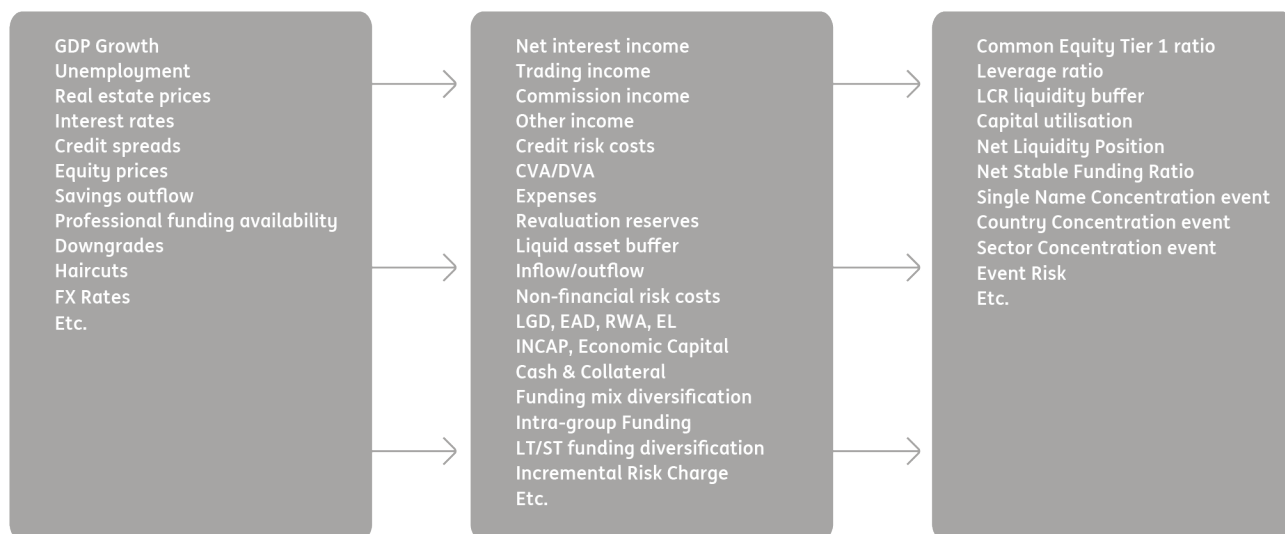 GDP Growth
Unemployment
Real estate prices
Interest rates
Credit spreads
Equity prices
Savings outflow
Professional funding availability
Downgrades
Haircuts
FX Rates
Etc.
Net interest income
Trading income
Commission income
Other income
Credit risk costs
CVA/DVA
Expenses
Revaluation reserves
Liquid asset buffer
Inflow/outflow
Non-financial risk costs
LGD, EAD, RWA, EL
INCAP, Economic Capital
Cash & Collateral
Funding mix diversification
Intra-group Funding
LT/ST funding diversification
Incremental Risk Charge
Etc.
Common Equity Tier 1 ratio
Leverage ratio
LCR liquidity buffer
Capital utilisation
Net Liquidity Position
Net Stable Funding Ratio
Single Name Concentration event
Country Concentration event
Sector Concentration event
Event Risk
Etc.